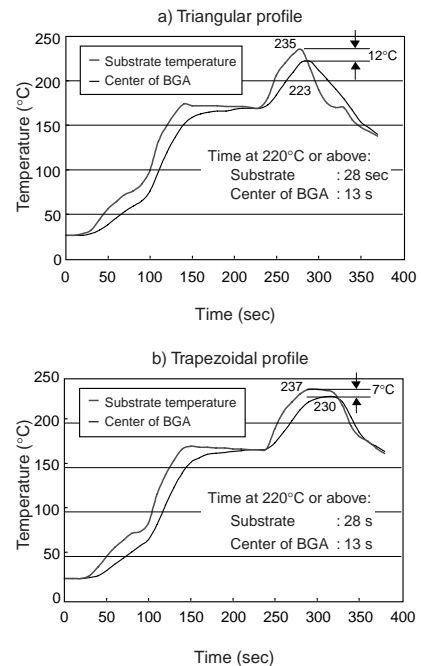 a) Triangular profile
250
200
150
100
50
0
Temperature (°C)
Substrate temperature
Center of BGA
235
12°C
223
Time at 220°C or above:
Substrate : 28 sec
Center of BGA : 13 s
0 50 100 150 200 250 300 350 400
Time (sec)
b) Trapezoidal profile
250
200
150
100
50
0
Temperature (°C)
Substrate temperature
Center of BGA
237
7°C
230
Time at 220°C or above:
Substrate : 28 s
Center of BGA : 13 s
0 50 100 150 200 250 300 350 400
Time (sec)